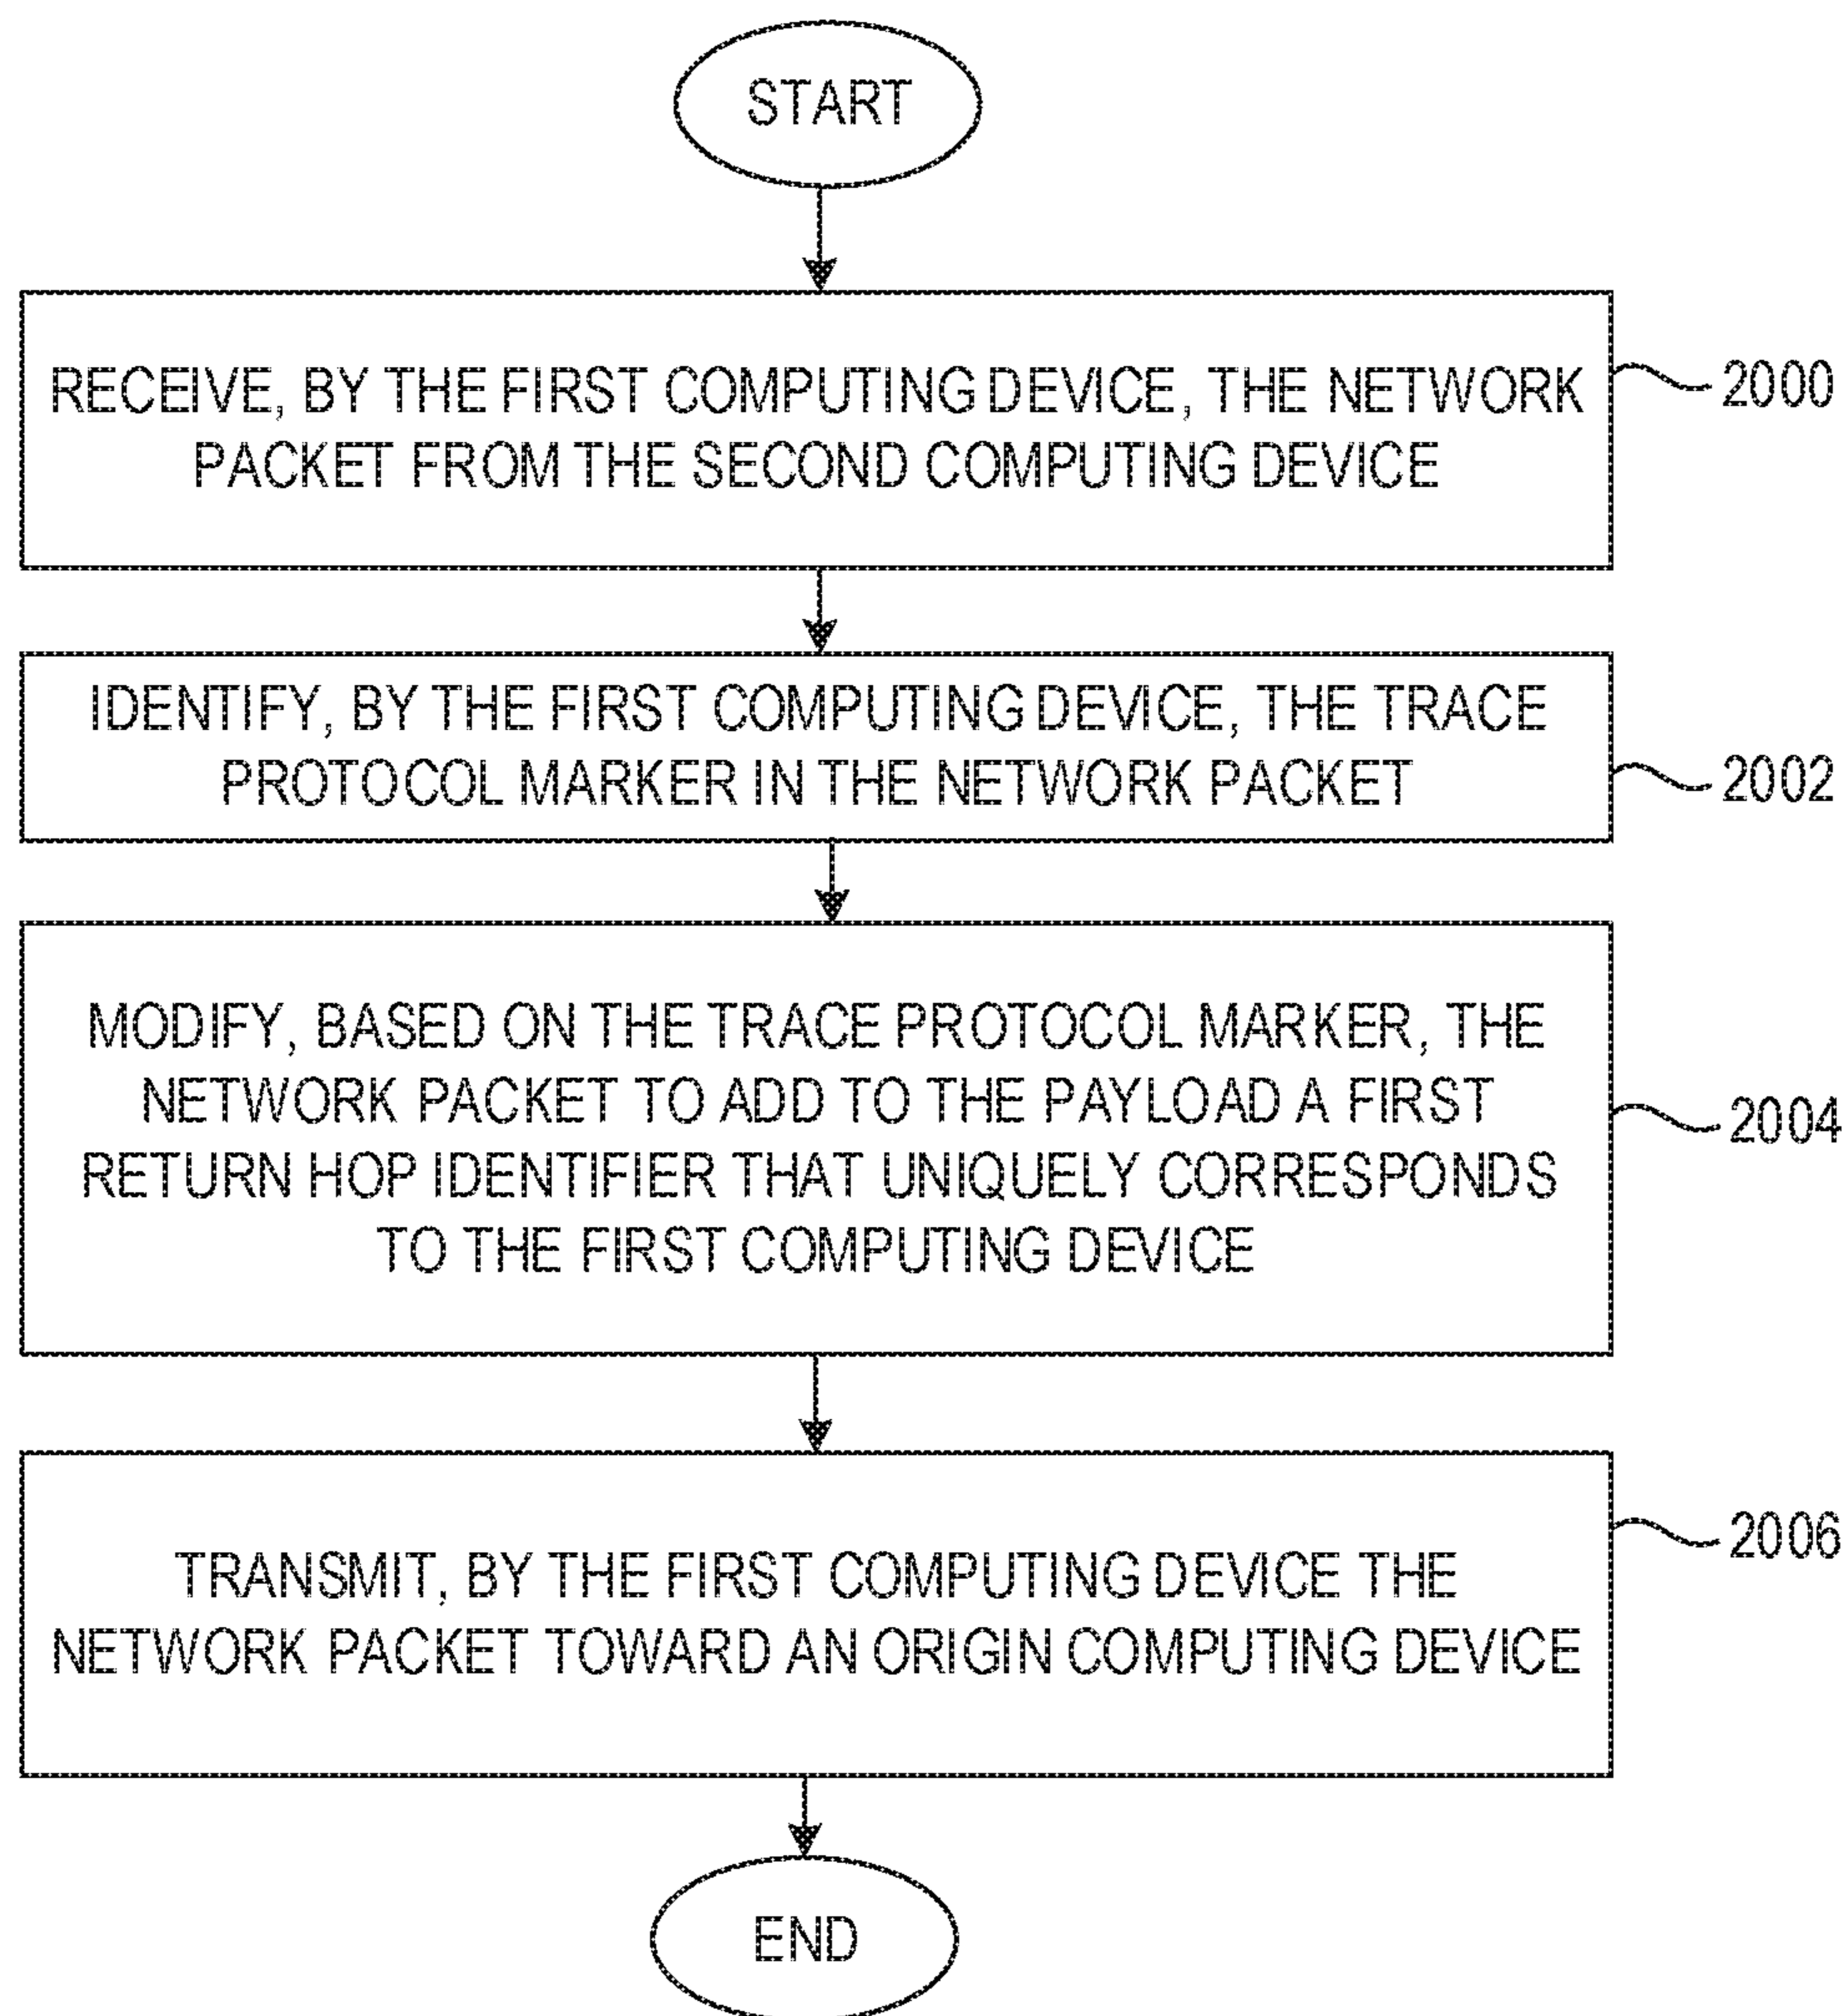 START
RECEIVE, BY THE FIRST COMPUTING DEVICE, THE NETWORK
PACKET FROM THE SECOND COMPUTING DEVICE
2000
IDENTIFY, BY THE FIRST COMPUTING DEVICE, THE TRACE
PROTOCOL MARKER IN THE NETWORK PACKET
2002
MODIFY, BASED ON THE TRACE PROTOCOL MARKER, THE
NETWORK PACKET TO ADD TO THE PAYLOAD A FIRST
RETURN HOP IDENTIFIER THAT UNIQUELY CORRESPONDS
TO THE FIRST COMPUTING DEVICE
2004
TRANSMIT, BY THE FIRST COMPUTING DEVICE THE
NETWORK PACKET TOWARD AN ORIGIN COMPUTING DEVICE
2006
END